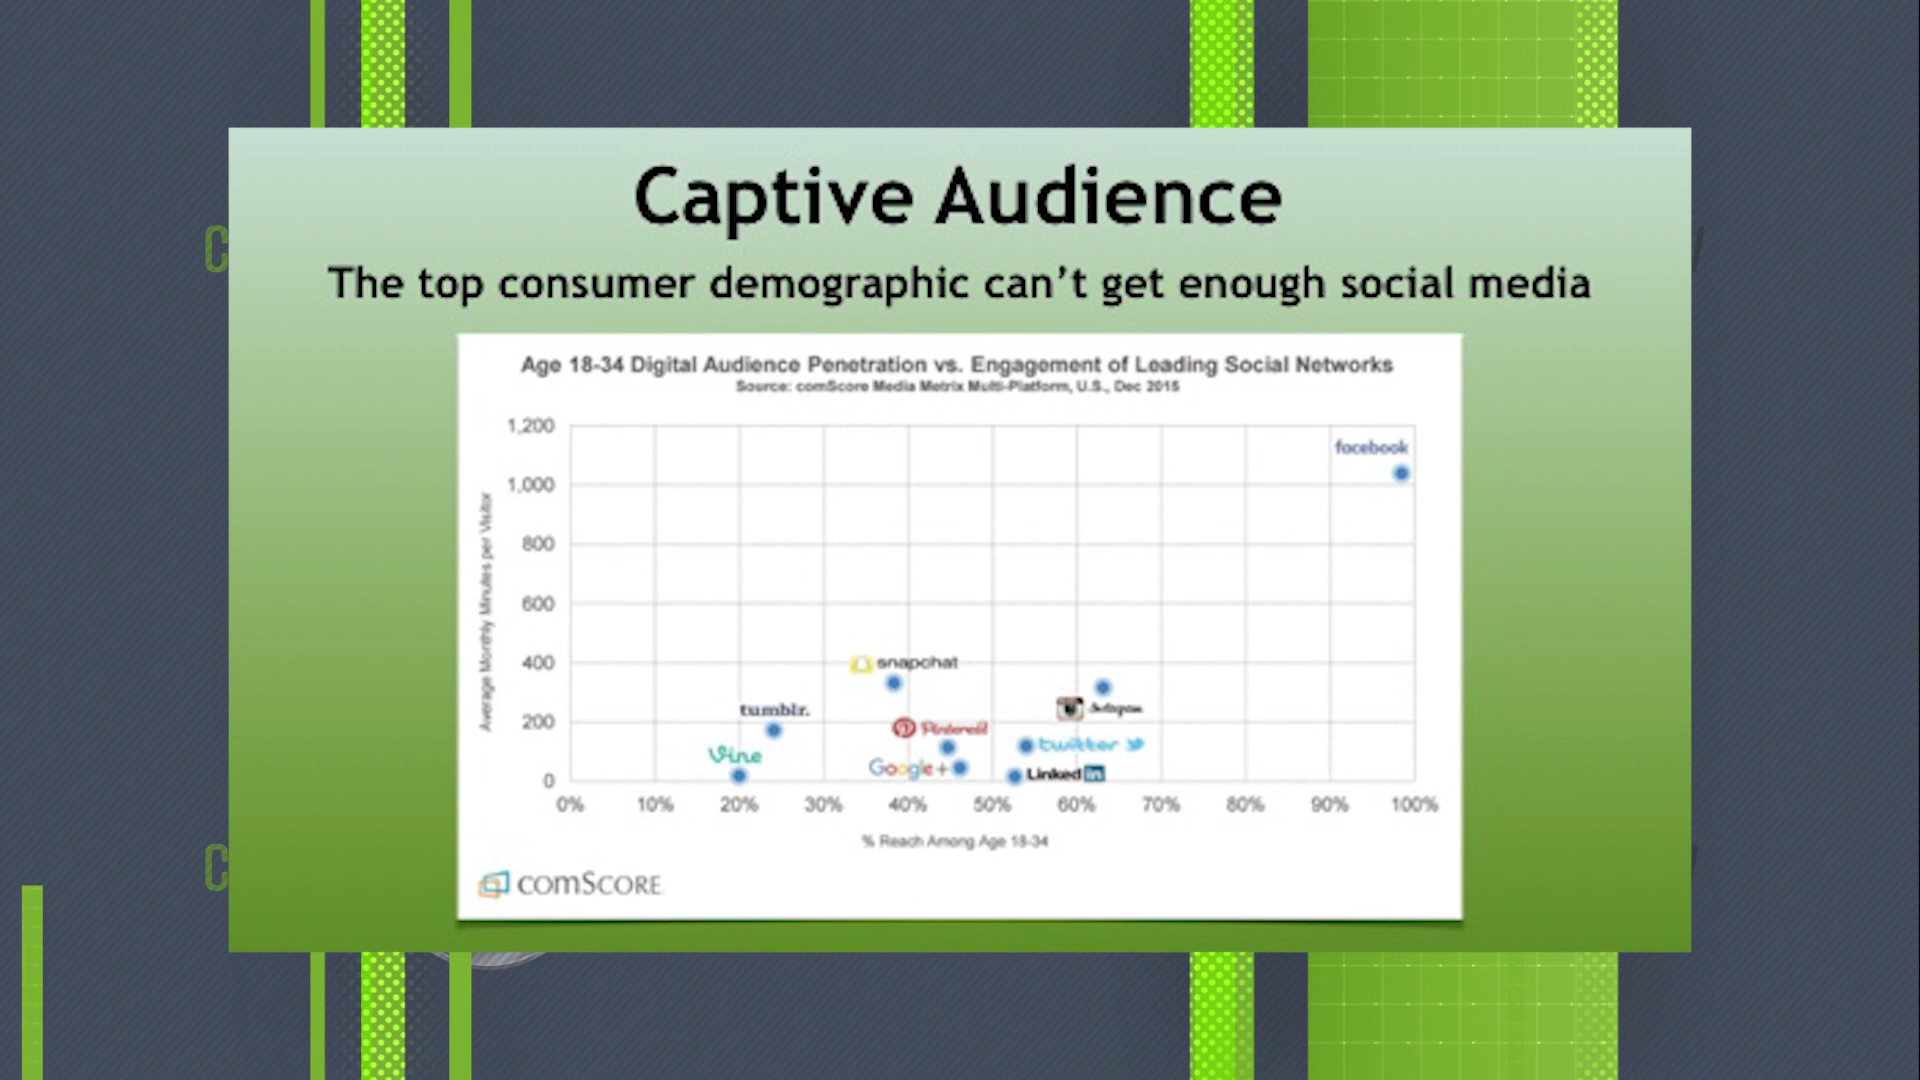 Captive Audience
The top consumer demographic can't get enough social media
Age 18-34 Digital Audience Penetration vs. Engagement of Leading Social Networks
Source: comScore Media Metrix Multi-Platform, U.S., Dec 2015
1,200
facebook
1,000
Average Monthly Minutes per Visitor
800
600
400
snapchat
tumblr.
Instagram
200
Pinterest
twitter
Vine
Google+
LinkedIn
0
0% 10% 20% 30% 40% 50% 60% 70% 80% 90% 100%
% Reach Among Age 18-34
comScore
C
C